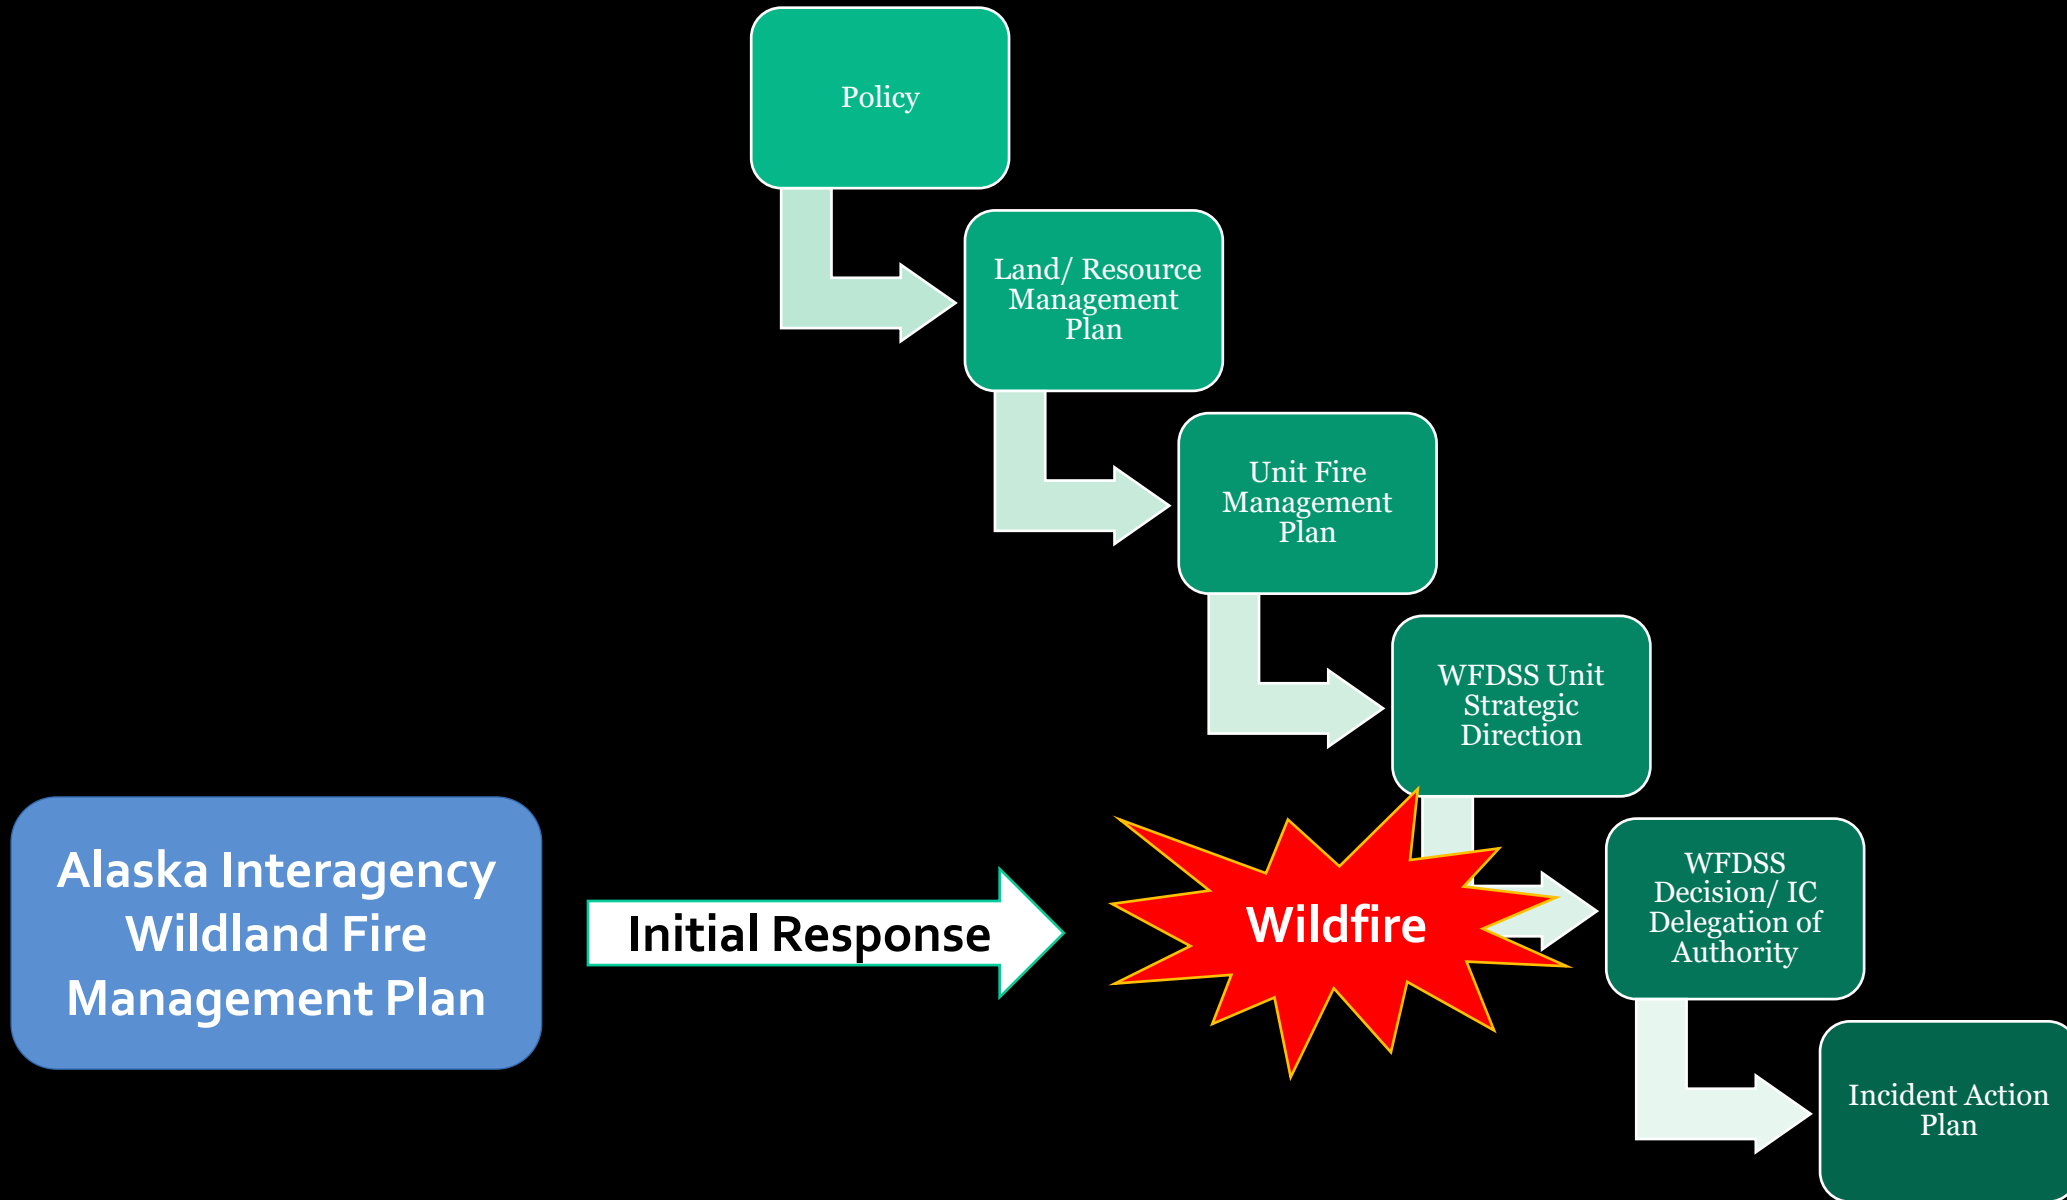 Policy
Land/ Resource
Management
Plan
Unit Fire
Management
Plan
WFDSS Unit
Strategic
Direction
Alaska Interagency
Wildland Fire
Management Plan
Initial Response
Wildfire
WFDSS
Decision/ IC
Delegation of
Authority
Incident Action
Plan